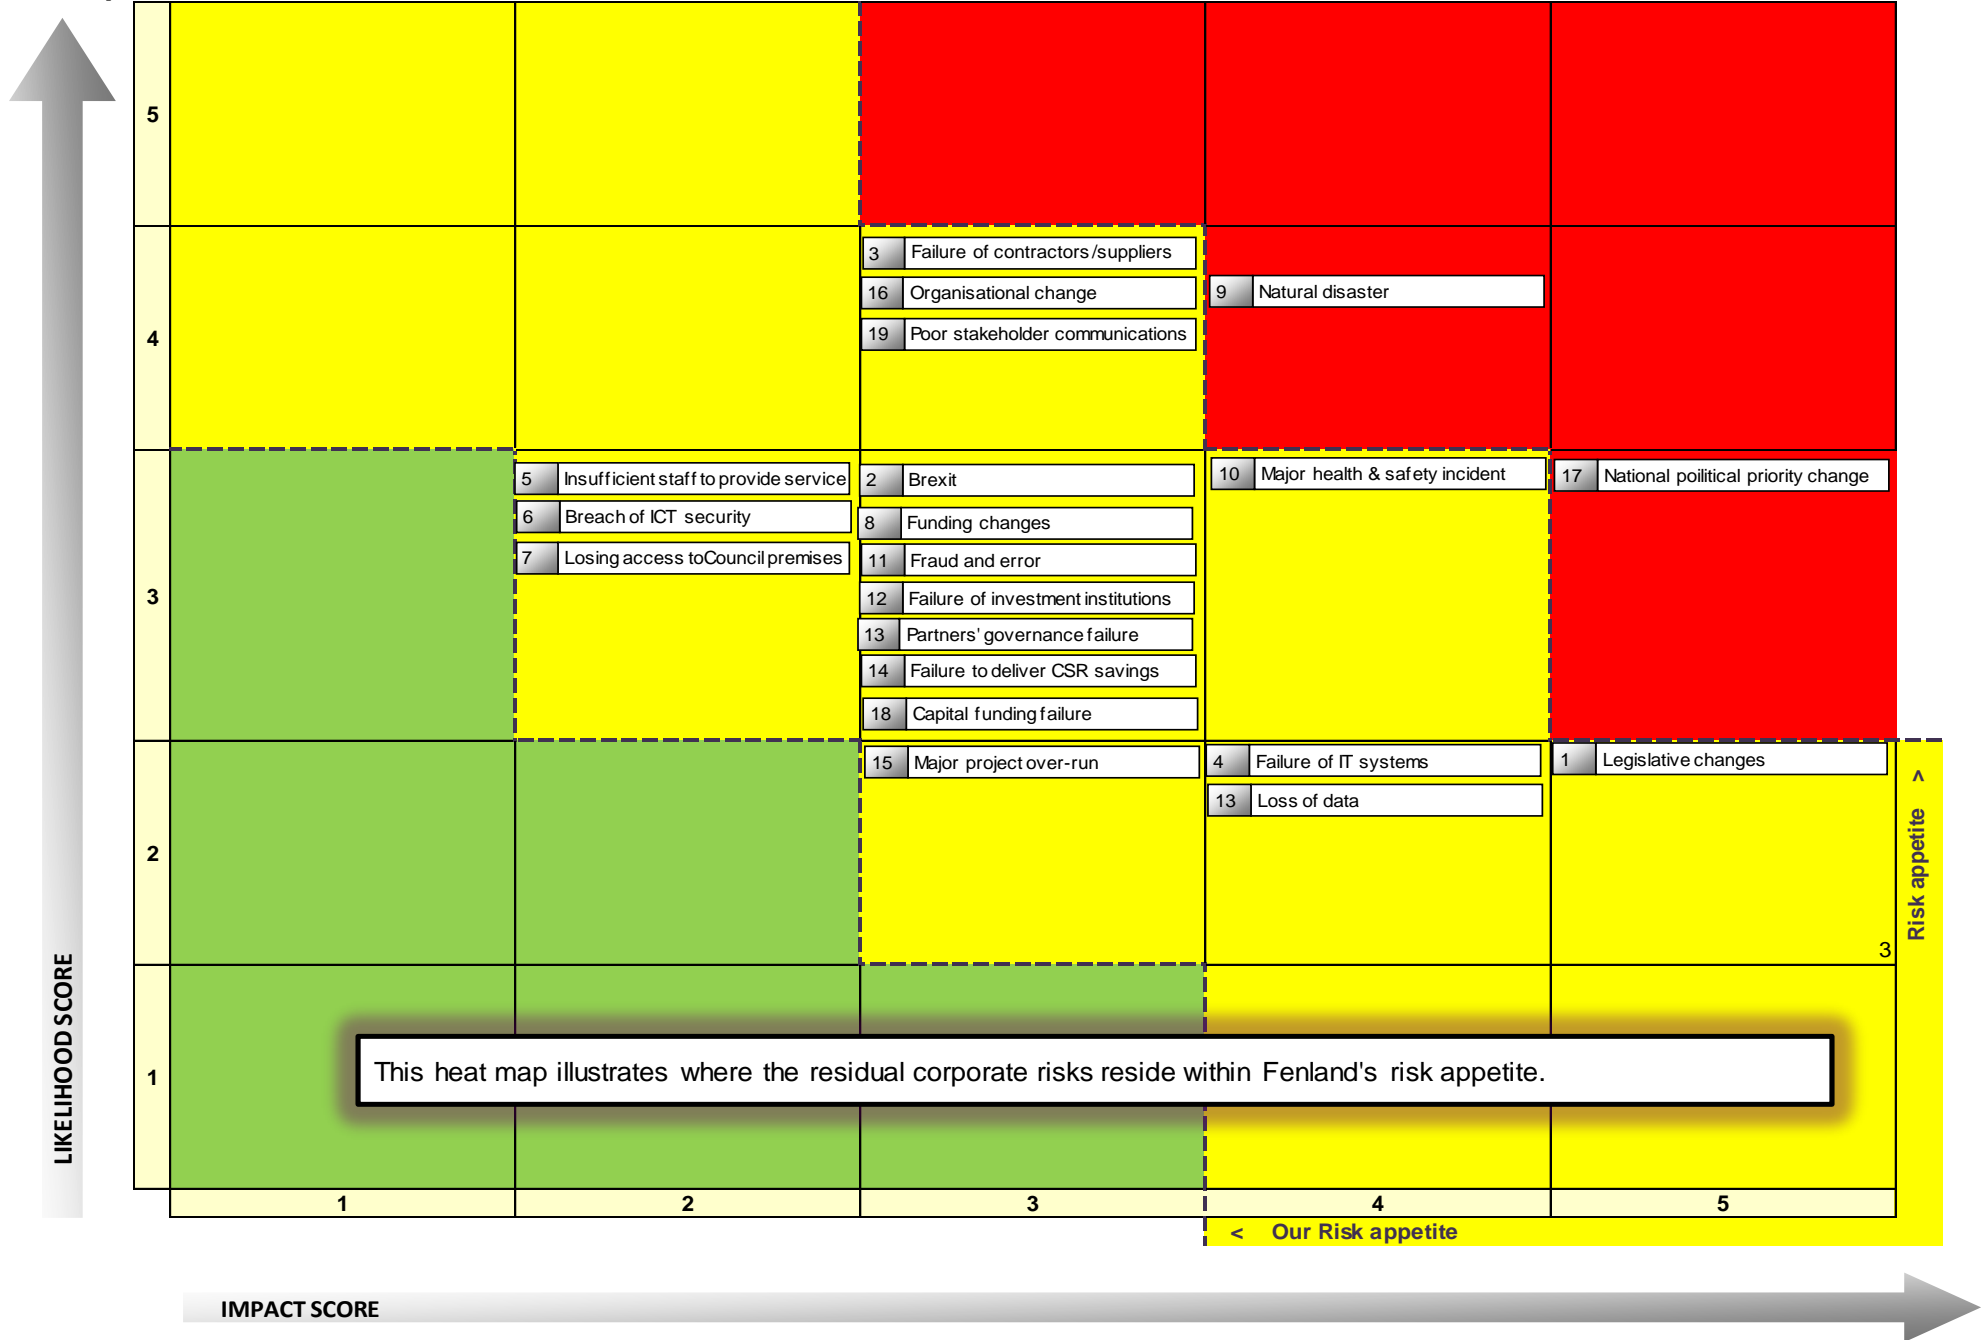 5
4
3 Failure of contractors/suppliers
16 Organisational change
19 Poor stakeholder communications
9 Natural disaster
3
5 Insufficient staff to provide service
6 Breach of ICT security
7 Losing access toCouncil premises
2 Brexit
8 Funding changes
11 Fraud and error
12 Failure of investment institutions
13 Partners' governance failure
14 Failure to deliver CSR savings
18 Capital funding failure
10 Major health & safety incident
17 National poilitical priority change
2
15 Major project over-run
4 Failure of IT systems
13 Loss of data
1 Legislative changes
3
Risk appetite >
1
This heat map illustrates where the residual corporate risks reside within Fenland's risk appetite.
1 2 3 4 5
< Our Risk appetite
LIKELIHOOD SCORE
IMPACT SCORE